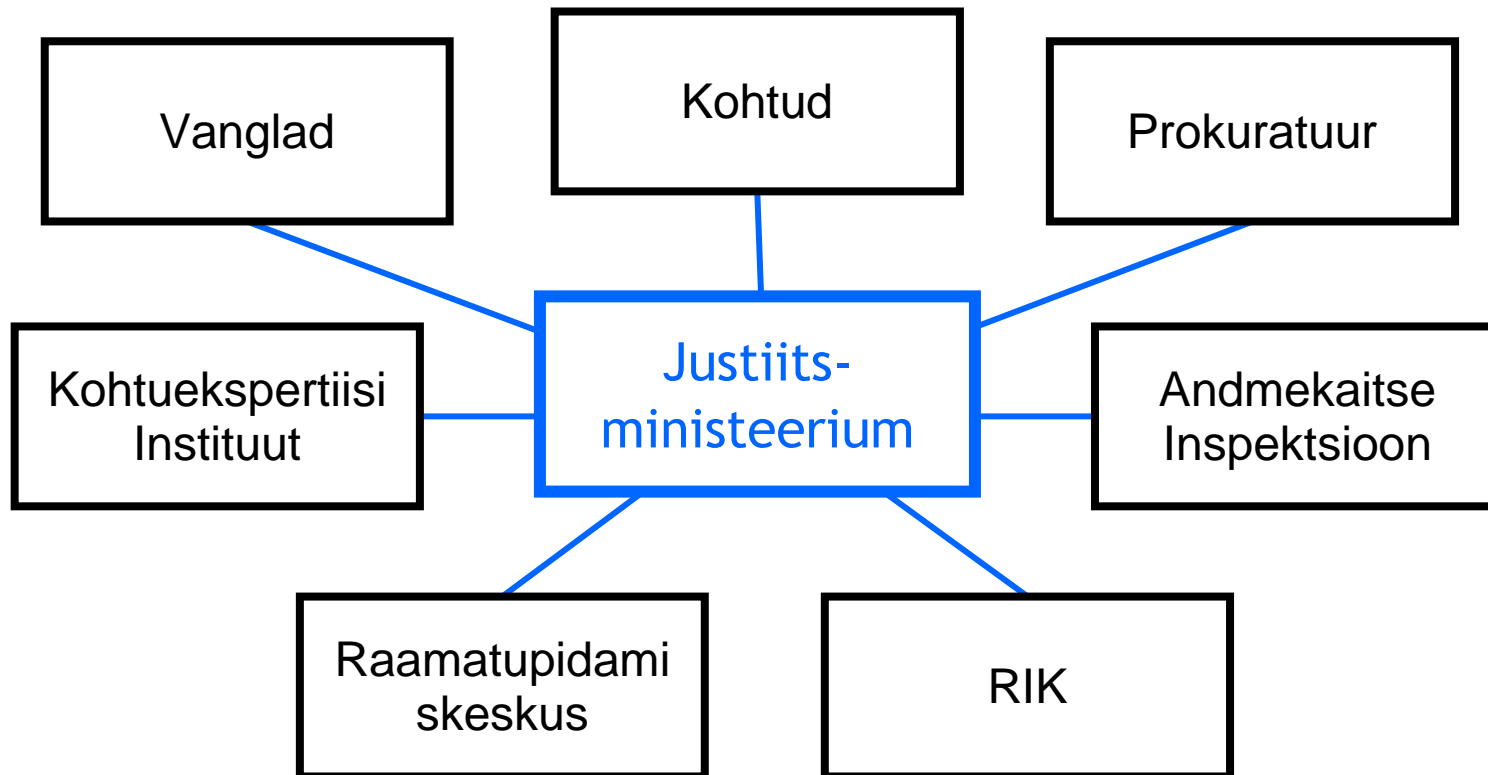 Vanglad
Kohtud
Prokuratuur
Kohtuekspertiisi
Instituut
Justiits-
ministeerium
Andmekaitse
Inspektsioon
Raamatupidami
skeskus
RIK